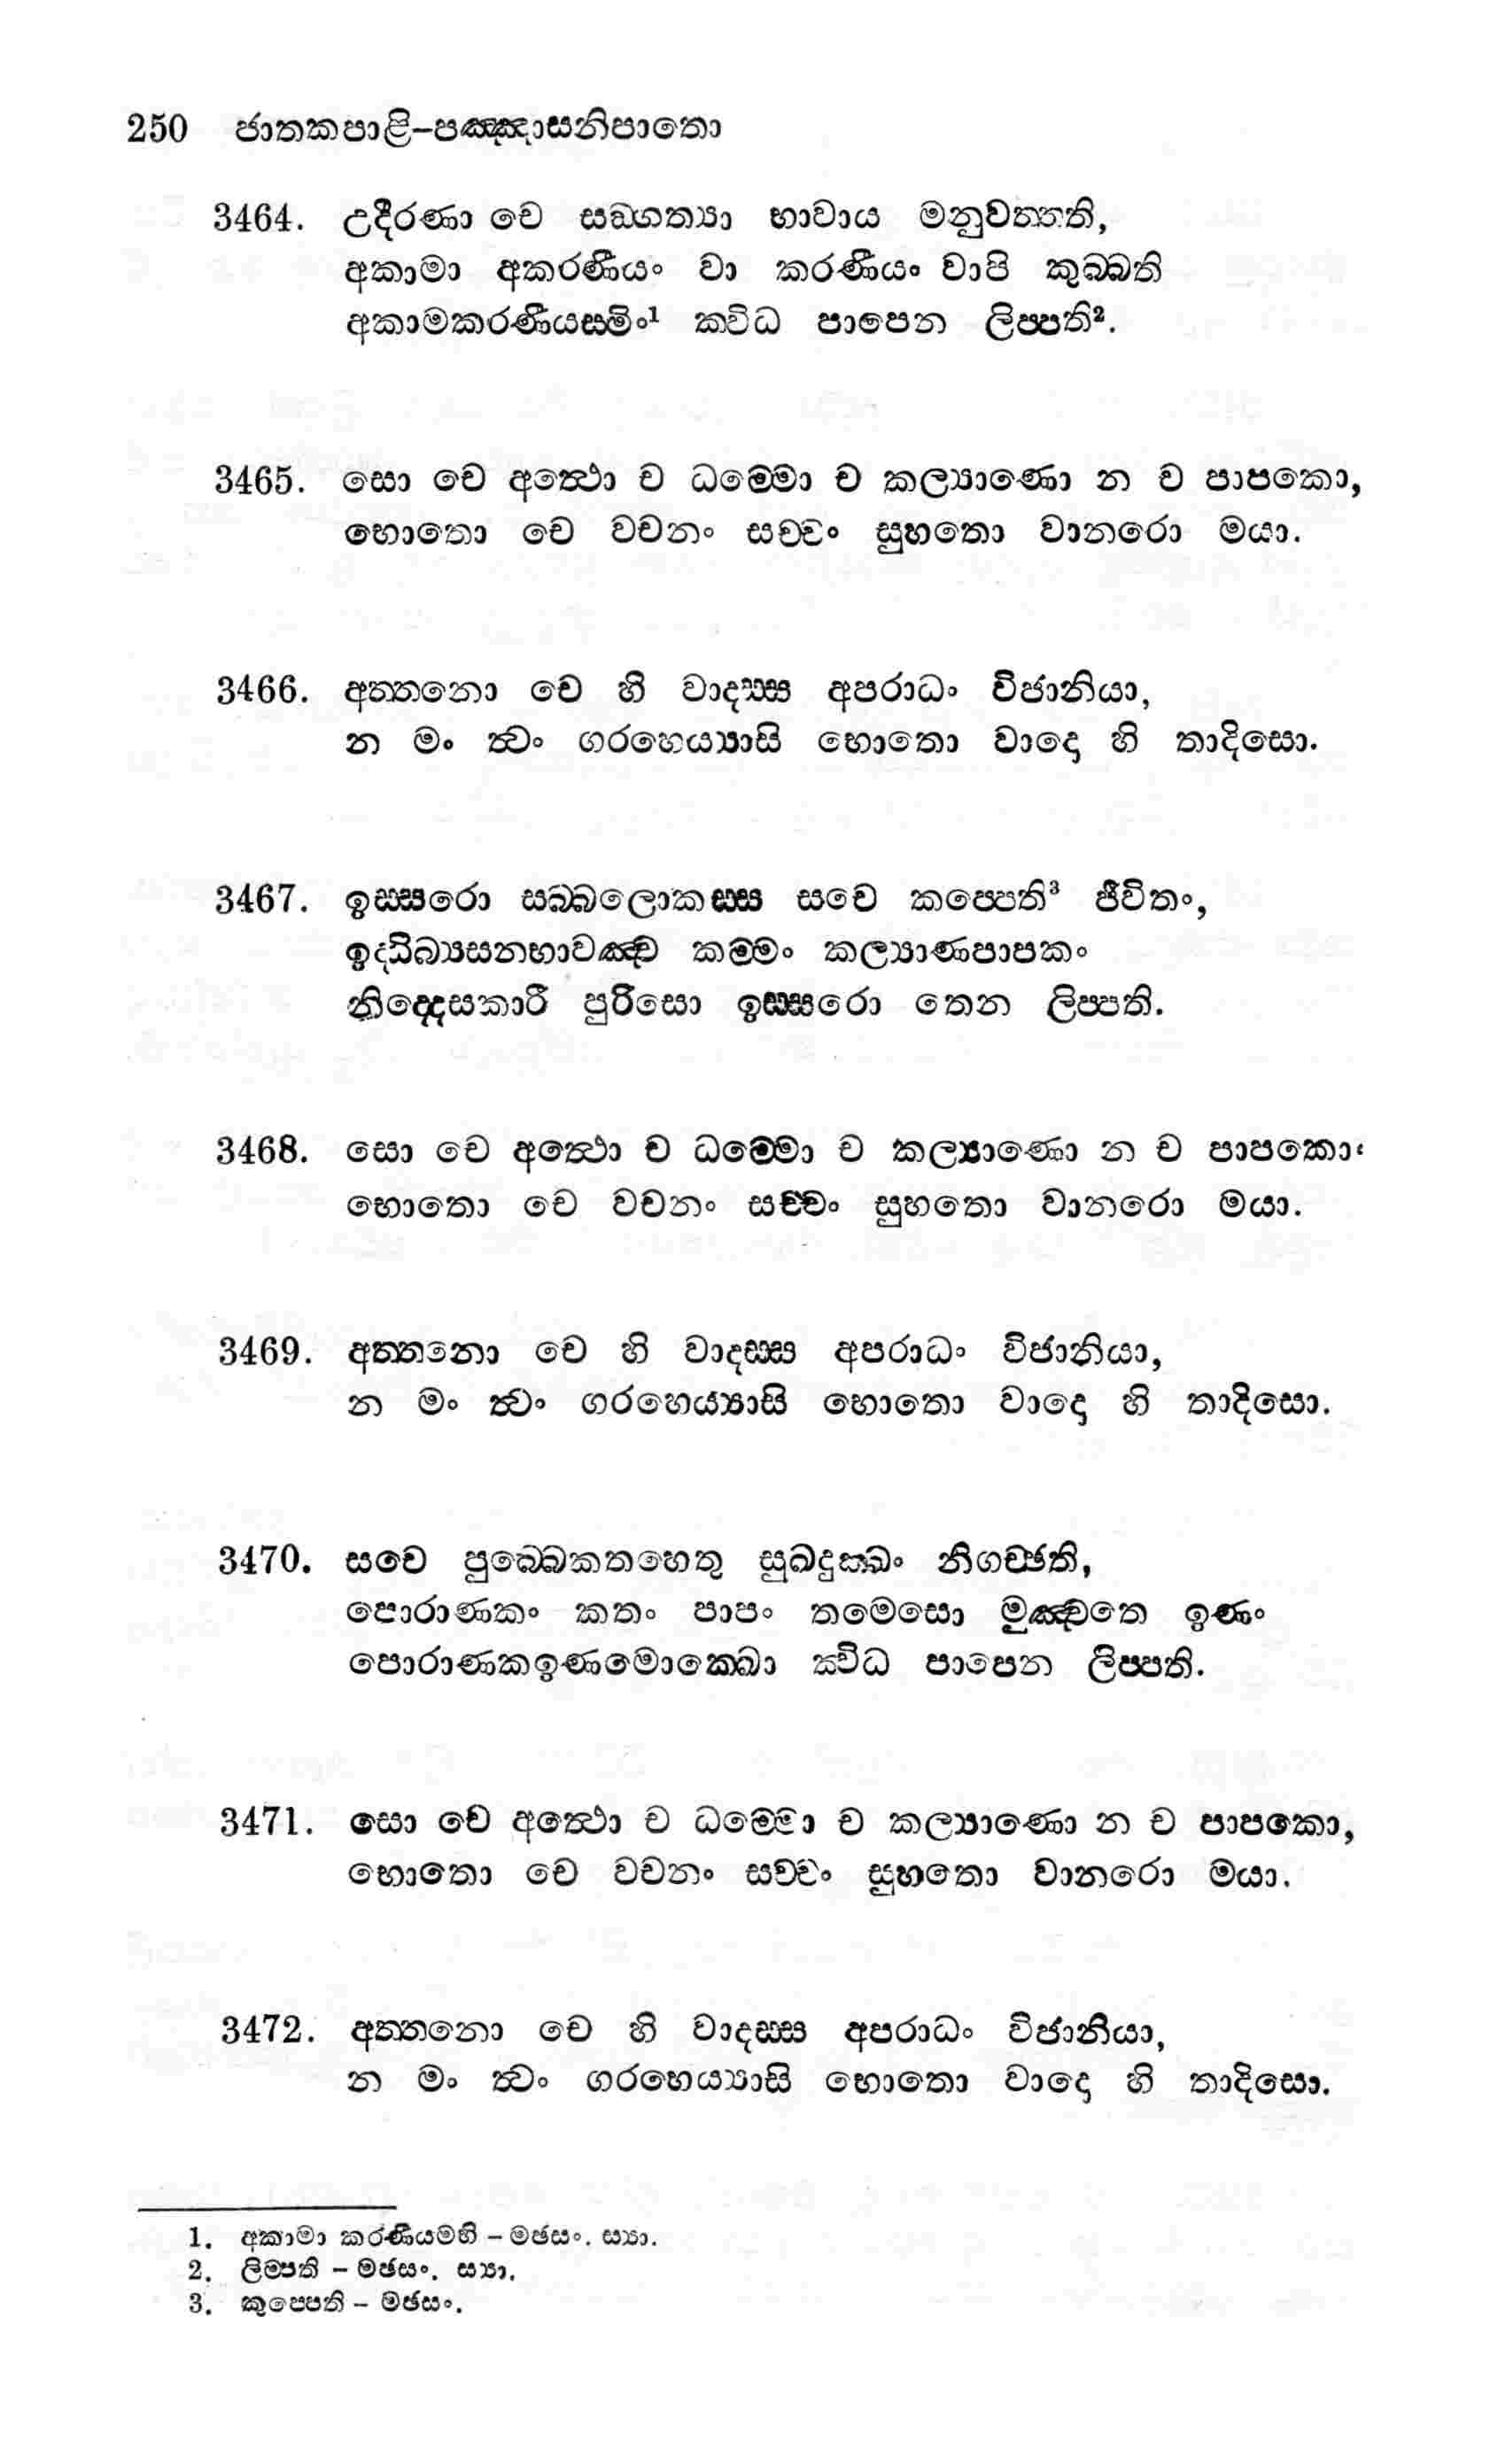 250 ජාතකපාළි-පඤ්ඤාසනිපාතො
3464. උදීරණා චෙ සඞ්ගත්‍යා භාවාය මනුවත්තති,
අකාමා අකරණීයං වා කරණීයං වාපි කුබ්බති
අකාමකරණීයස්මිං¹ ක්විධ පාපෙන ලිප්පති².
3465. සො චෙ අත්ථො ච ධම්මො ච කල්‍යාණො න ච පාපකො,
භොතො චෙ වචනං සච්චං සුහතො වානරො මයා.
3466. අත්තනො චෙ හි වාදස්ස අපරාධං විජානියා,
න මං ත්වං ගරහෙය්‍යාසි භොතො වාදො හි තාදිසො.
3467. ඉස්සරො සබ්බලොකස්ස සචෙ කප්පෙති³ ජීවිතං,
ඉද්ධිබ්‍යසනභාවඤ්ච කම්මං කල්‍යාණපාපකං
නිද්දෙසකාරී පුරිසො ඉස්සරො තෙන ලිප්පති.
3468. සො චෙ අත්ථො ච ධම්මො ච කල්‍යාණො න ච පාපකො,
භොතො චෙ වචනං සච්චං සුහතො වානරො මයා.
3469. අත්තනො චෙ හි වාදස්ස අපරාධං විජානියා,
න මං ත්වං ගරහෙය්‍යාසි භොතො වාදො හි තාදිසො.
3470. සචෙ පුබ්බෙකතහෙතු සුඛදුක්ඛං නිගච්ඡති,
පොරාණකං කතං පාපං තමෙසො මුඤ්චතෙ ඉණං
පොරාණකඉණමොක්ඛො ක්විධ පාපෙන ලිප්පති.
3471. සො චෙ අත්ථො ච ධම්මො ච කල්‍යාණො න ච පාපකො,
භොතො චෙ වචනං සච්චං සුහතො වානරො මයා.
3472. අත්තනො චෙ හි වාදස්ස අපරාධං විජානියා,
න මං ත්වං ගරහෙය්‍යාසි භොතො වාදො හි තාදිසො.
1. අකාමා කරණීයම්හි - මඡසං. ස්‍යා.
2. ලිම්පති - මඡසං. ස්‍යා.
3. කුප්පෙති - මඡසං.